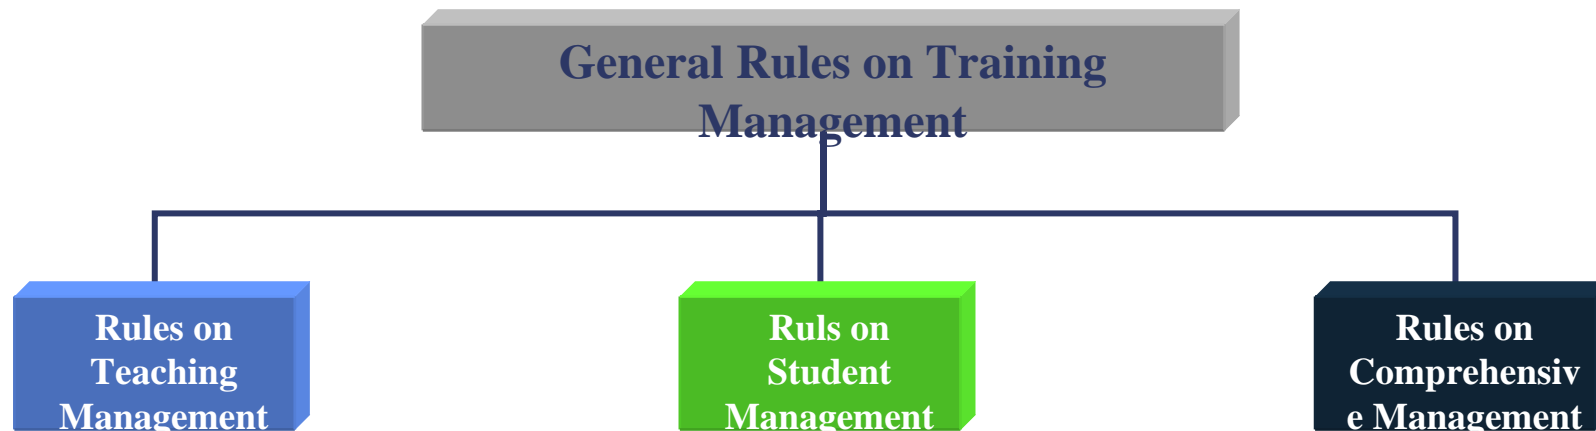 General Rules on Training
Management
Rules on
Teaching
Management
Ruls on
Student
Management
Rules on
Comprehensiv
e Management